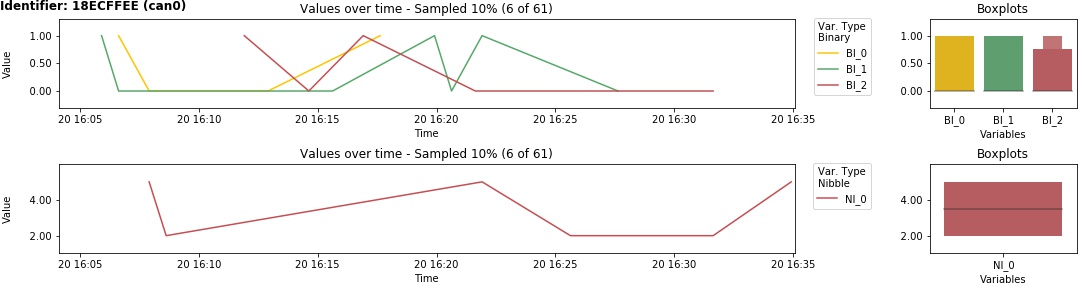 Identifier: 18ECFFEE (can0)
Values over time - Sampled 10% (6 of 61)
Boxplots
Value
1.00
0.50
0.00
20 16:05 20 16:10 20 16:15 20 16:20 20 16:25 20 16:30 20 16:35
Time
Var. Type
Binary
BI_0
BI_1
BI_2
1.00
0.50
0.00
BI_0 BI_1 BI_2
Variables
Values over time - Sampled 10% (6 of 61)
Boxplots
Value
4.00
2.00
20 16:05 20 16:10 20 16:15 20 16:20 20 16:25 20 16:30 20 16:35
Time
Var. Type
Nibble
NI_0
4.00
2.00
NI_0
Variables